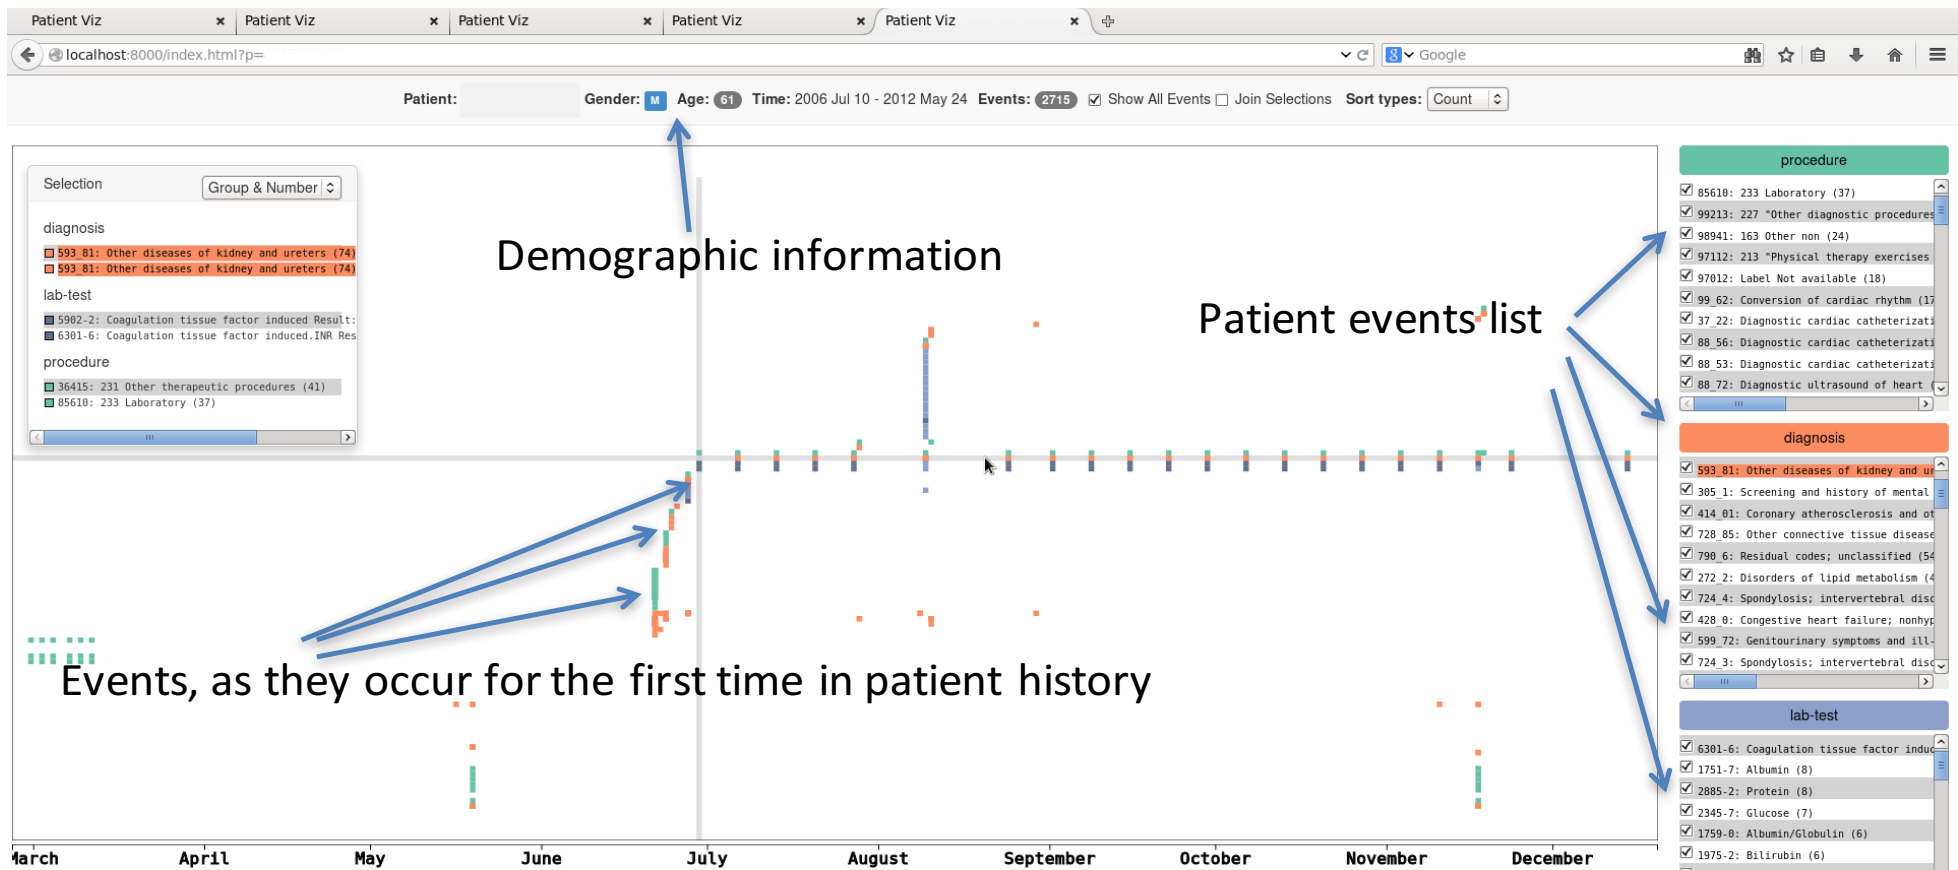 Patient Viz
Patient Viz
Patient Viz
Patient Viz
Patient Viz
localhost:8000/index.html?p=
Google
Patient: Gender: M Age: 61 Time: 2006 Jul 10 - 2012 May 24 Events: 2715 Show All Events Join Selections Sort types: Count
Selection Group & Number
diagnosis
593_81: Other diseases of kidney and ureters (74)
593_81: Other diseases of kidney and ureters (74)
lab-test
5902-2: Coagulation tissue factor induced Result:
6301-6: Coagulation tissue factor induced.INR Res
procedure
36415: 231 Other therapeutic procedures (41)
85610: 233 Laboratory (37)
Demographic information
Patient events list
Events, as they occur for the first time in patient history
March April May June July August September October November December
procedure
85610: 233 Laboratory (37)
99213: 227 "Other diagnostic procedures
98941: 163 Other non (24)
97112: 213 "Physical therapy exercises
97012: Label Not available (18)
99_62: Conversion of cardiac rhythm (17
37_22: Diagnostic cardiac catheterizati
88_56: Diagnostic cardiac catheterizati
88_53: Diagnostic cardiac catheterizati
88_72: Diagnostic ultrasound of heart (
diagnosis
593_81: Other diseases of kidney and ur
305_1: Screening and history of mental
414_01: Coronary atherosclerosis and ot
728_85: Other connective tissue disease
790_6: Residual codes; unclassified (54
272_2: Disorders of lipid metabolism (4
724_4: Spondylosis; intervertebral disc
428_0: Congestive heart failure; nonhyp
599_72: Genitourinary symptoms and ill-
724_3: Spondylosis; intervertebral disc
lab-test
6301-6: Coagulation tissue factor induc
1751-7: Albumin (8)
2885-2: Protein (8)
2345-7: Glucose (7)
1759-0: Albumin/Globulin (6)
1975-2: Bilirubin (6)